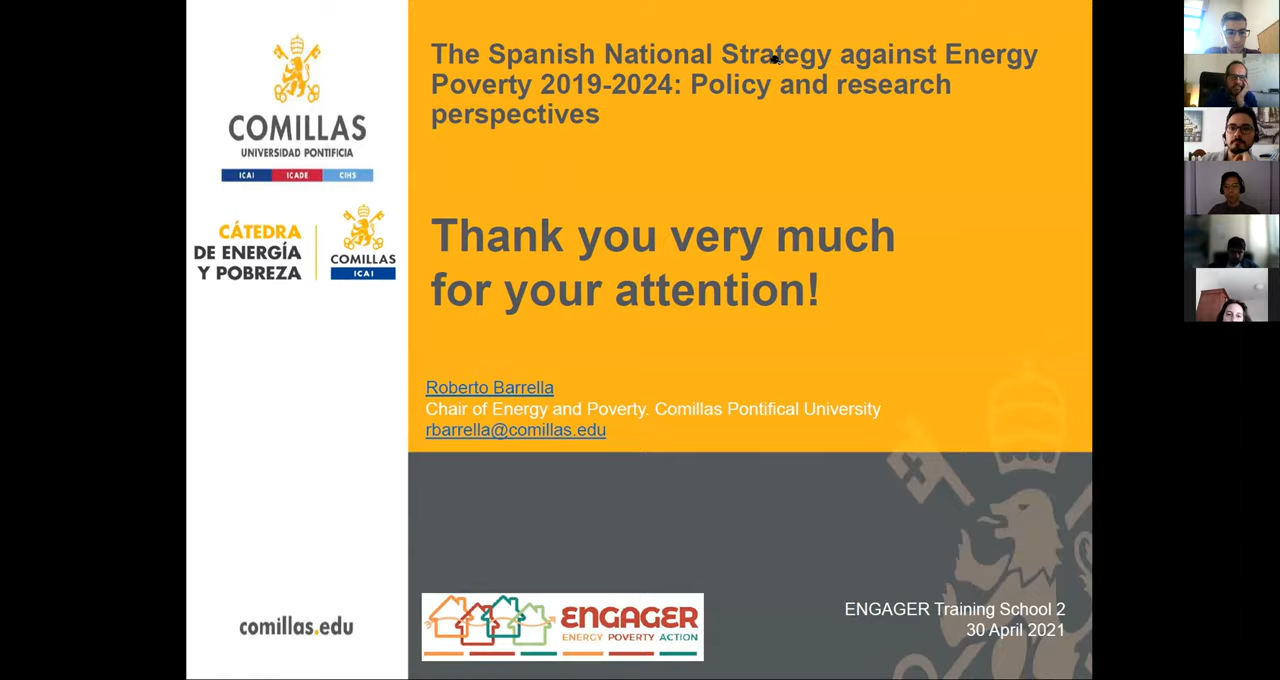 COMILLAS
UNIVERSIDAD PONTIFICIA
ICAI ICADE CIHS
CÁTEDRA
DE ENERGÍA
Y POBREZA
COMILLAS
ICAI
comillas.edu
The Spanish National Strategy against Energy
Poverty 2019-2024: Policy and research
perspectives
Thank you very much
for your attention!
Roberto Barrella
Chair of Energy and Poverty. Comillas Pontifical University
rbarrella@comillas.edu
ENGAGER
ENERGY POVERTY ACTION
ENGAGER Training School 2
30 April 2021